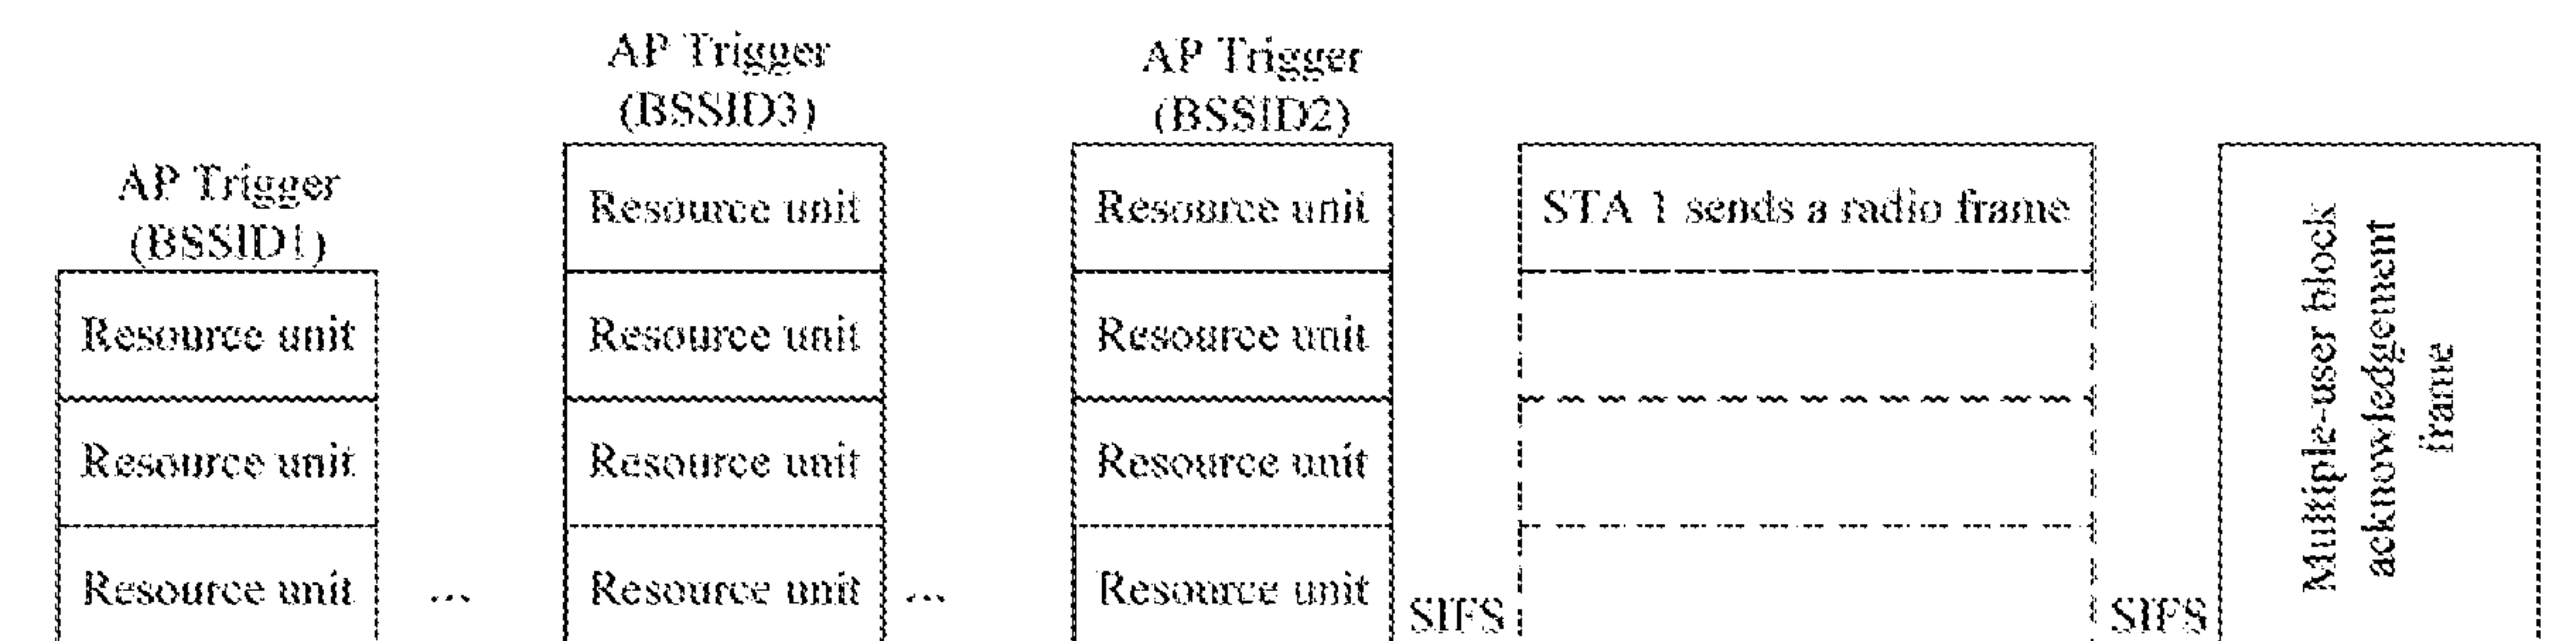 AP Trigger
(BSSID1)
Resource unit
Resource unit
Resource unit
...
AP Trigger
(BSSID3)
Resource unit
Resource unit
Resource unit
Resource unit
...
AP Trigger
(BSSID2)
Resource unit
Resource unit
Resource unit
Resource unit
SIFS
STA 1 sends a radio frame
SIFS
Multiple-user block
acknowledgement
frame